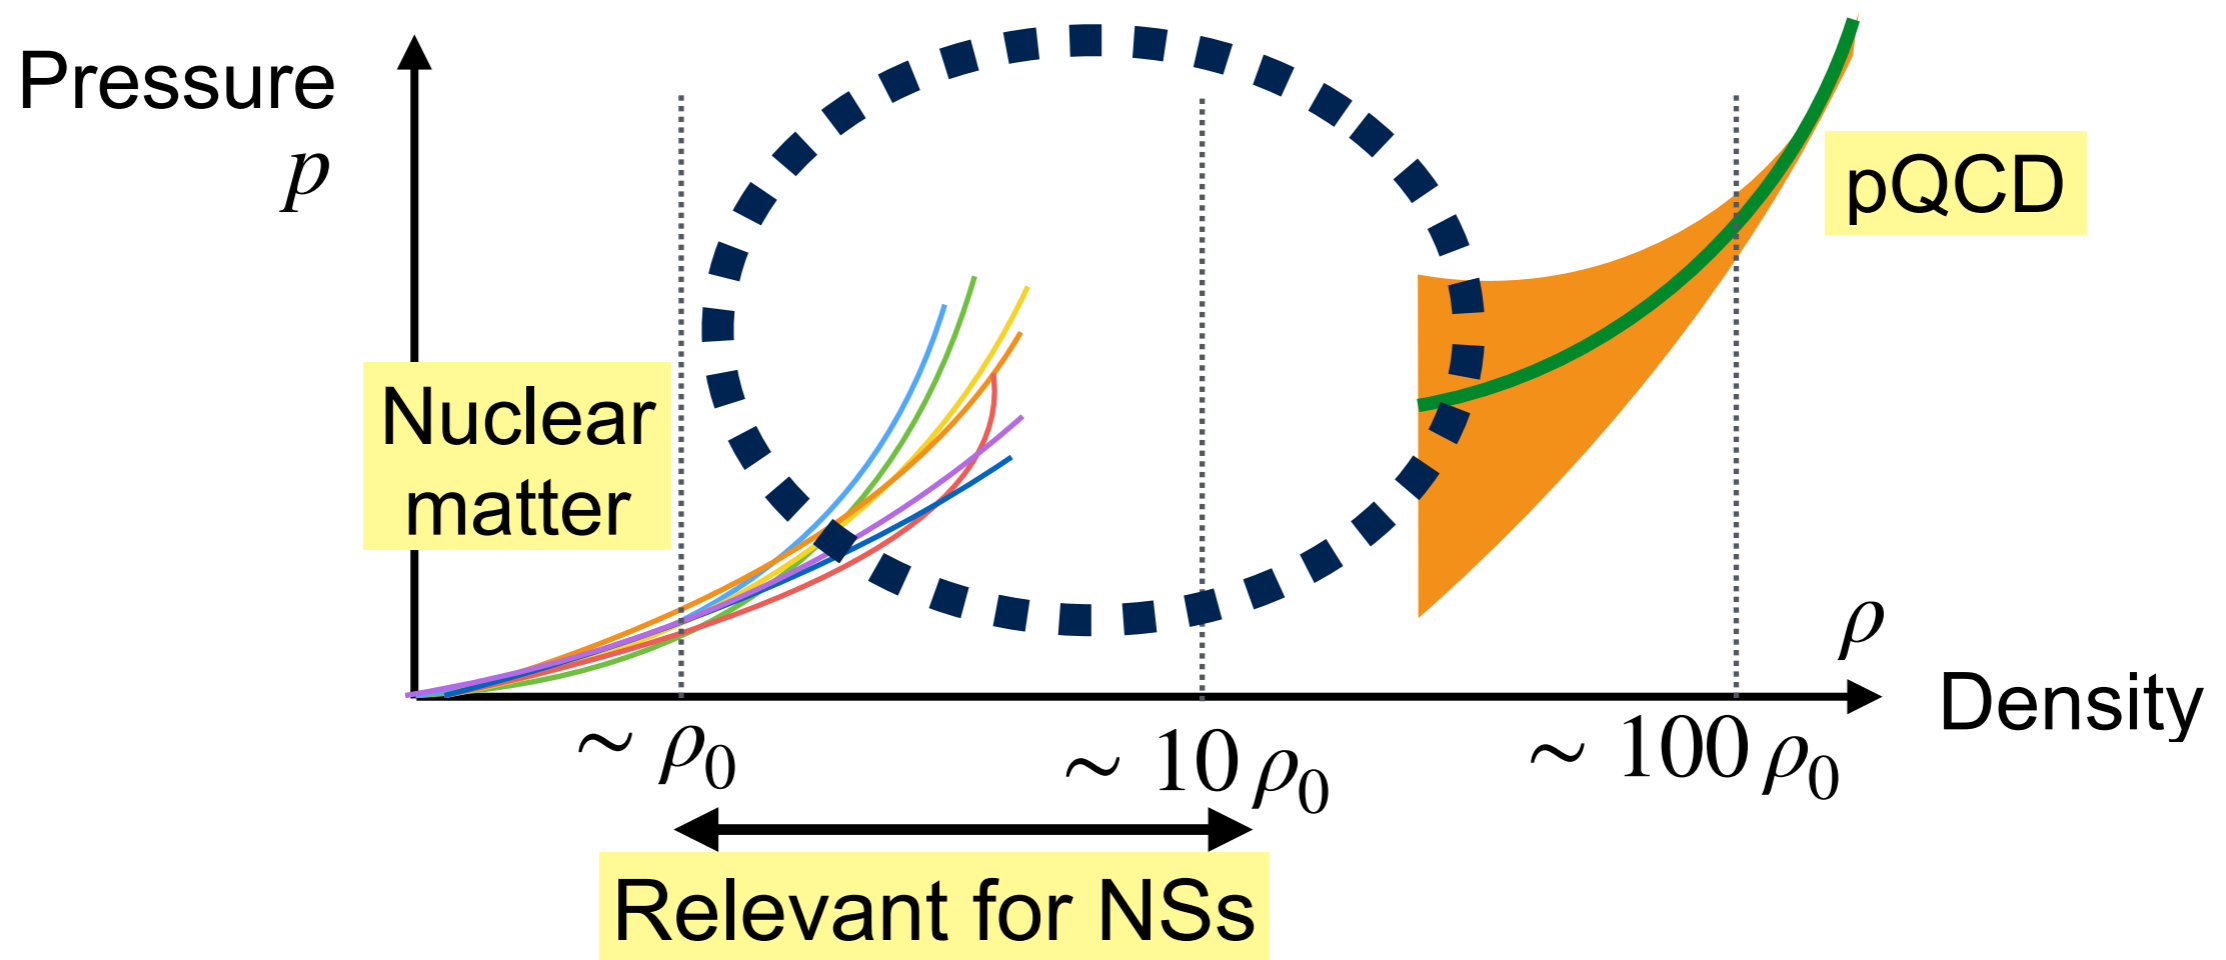 Pressure
p
pQCD
Nuclear
matter
ρ
Density
~ ρ₀
~ 10 ρ₀
~ 100 ρ₀
Relevant for NSs